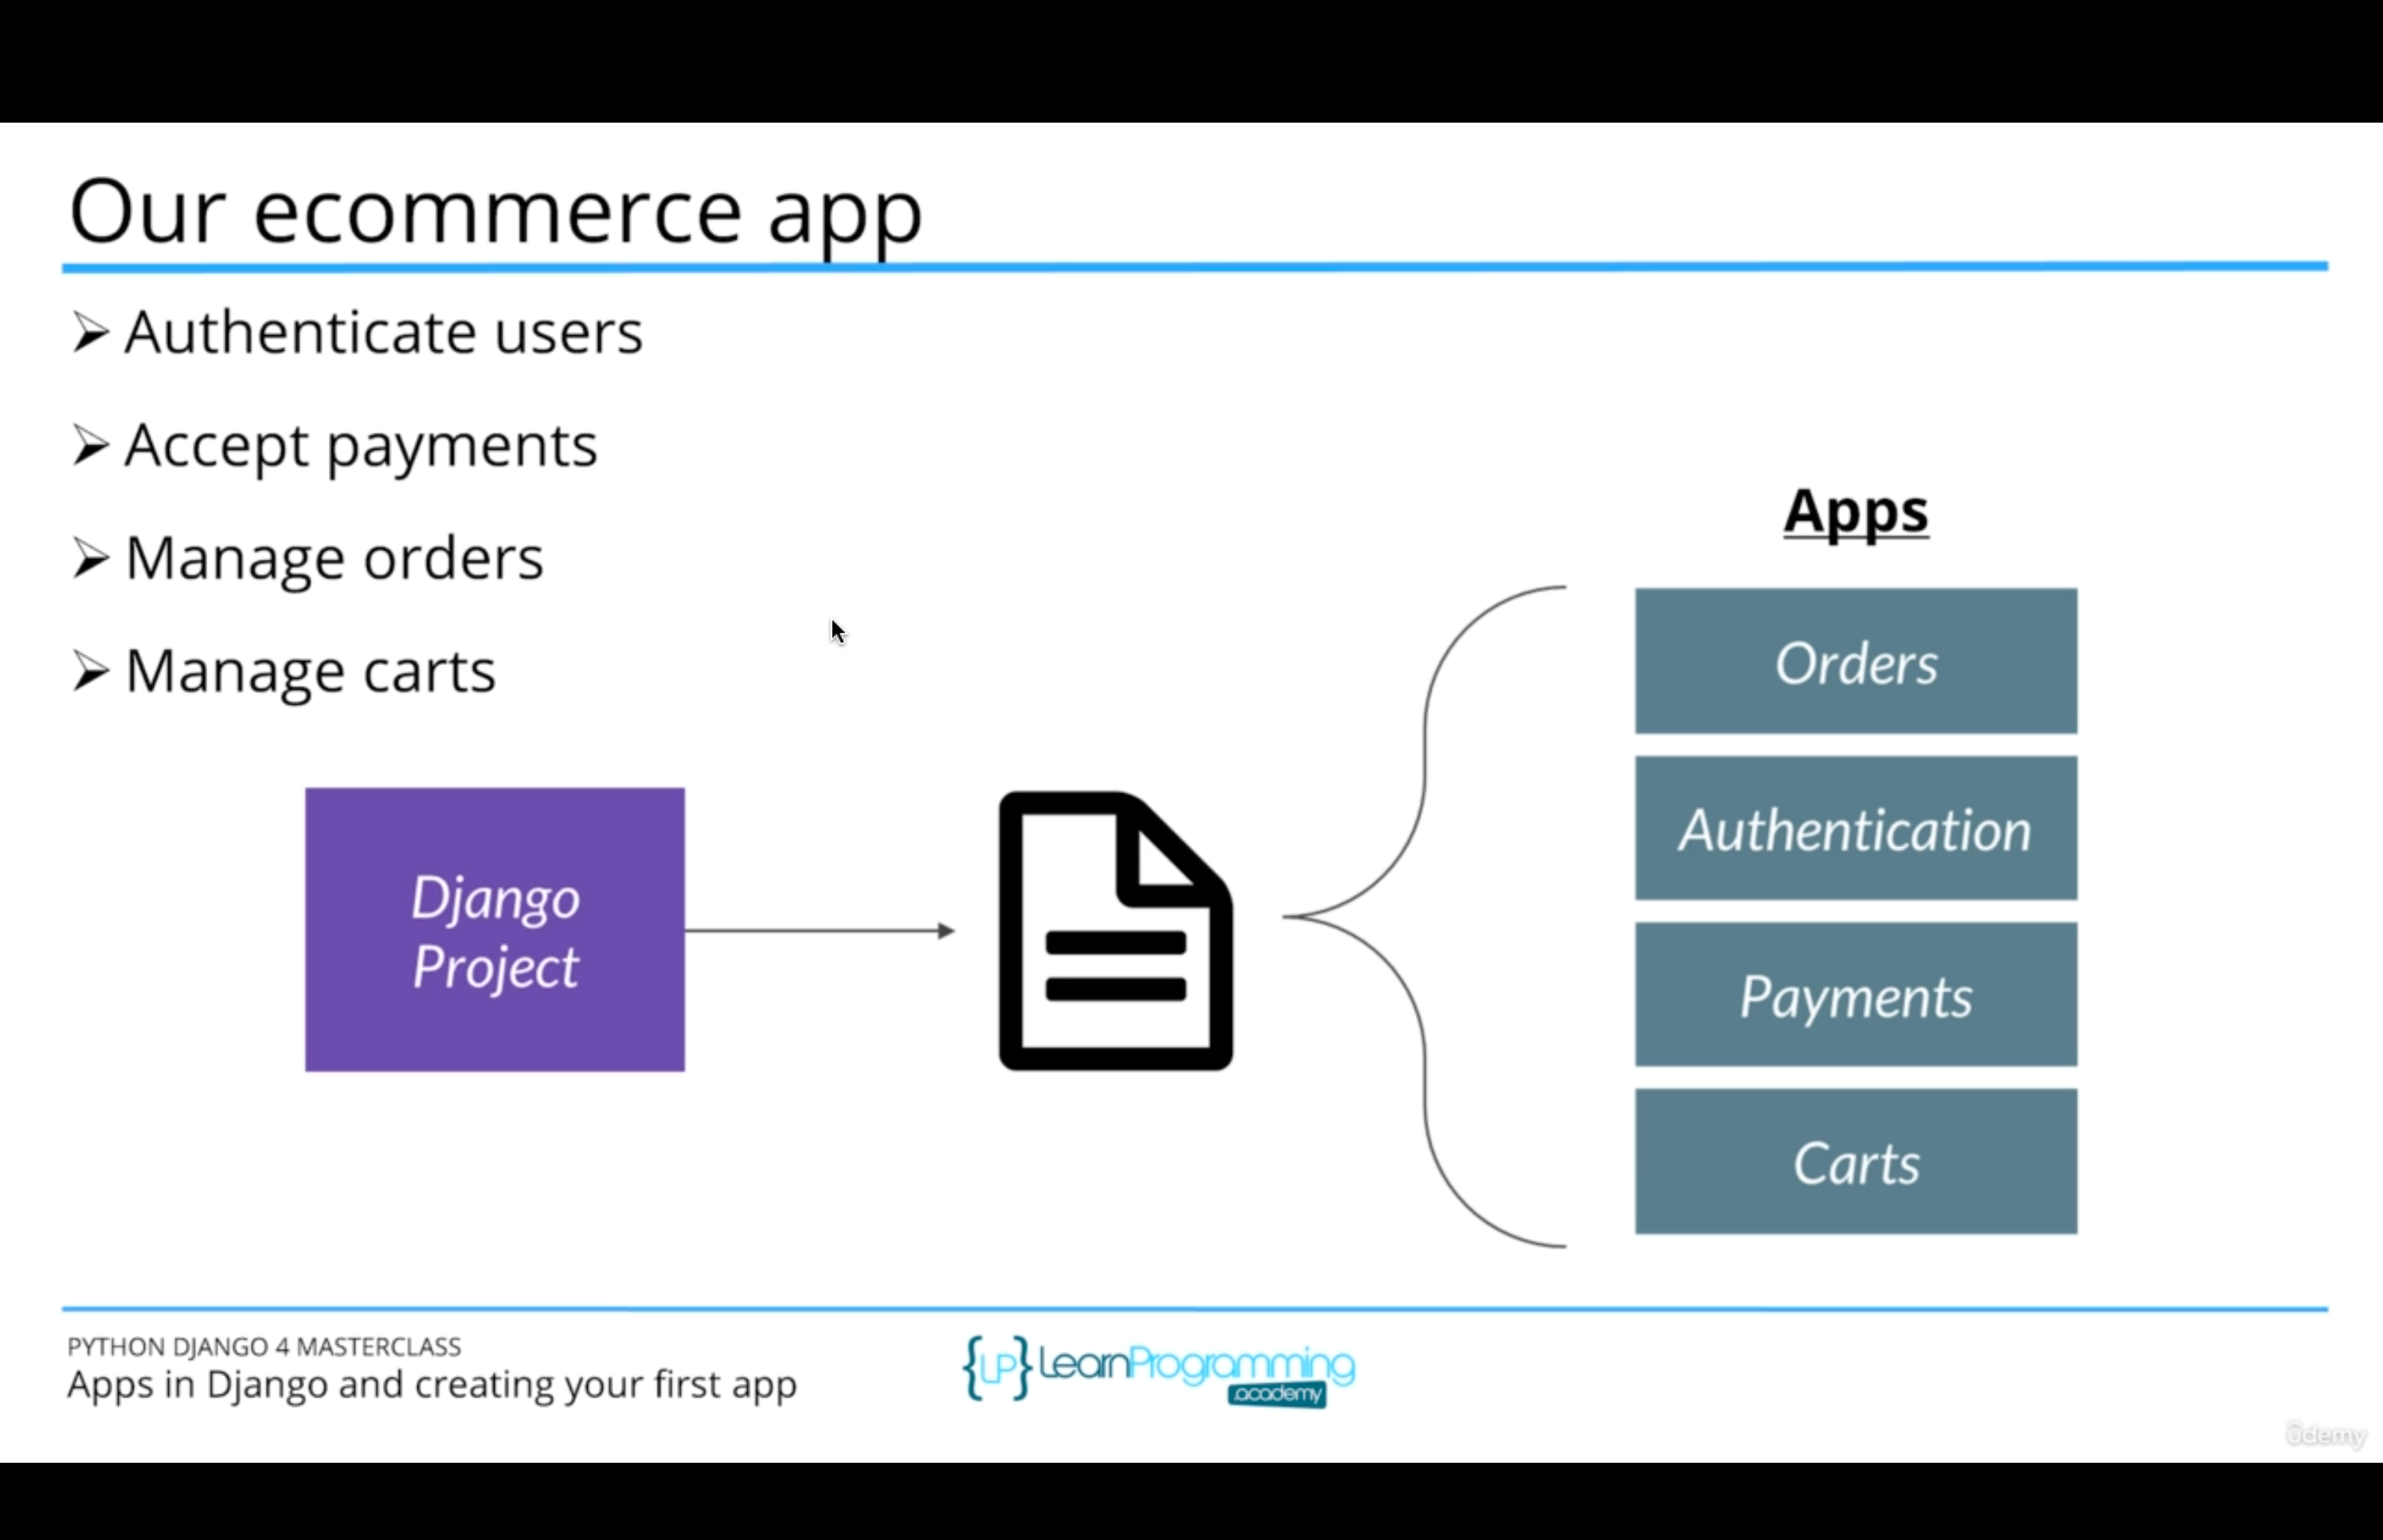 Our ecommerce app
Authenticate users
Accept payments
Manage orders
Manage carts
Django
Project
Apps
Orders
Authentication
Payments
Carts
PYTHON DJANGO 4 MASTERCLASS
Apps in Django and creating your first app
{LP} LearnProgramming
.academy
ûdemy